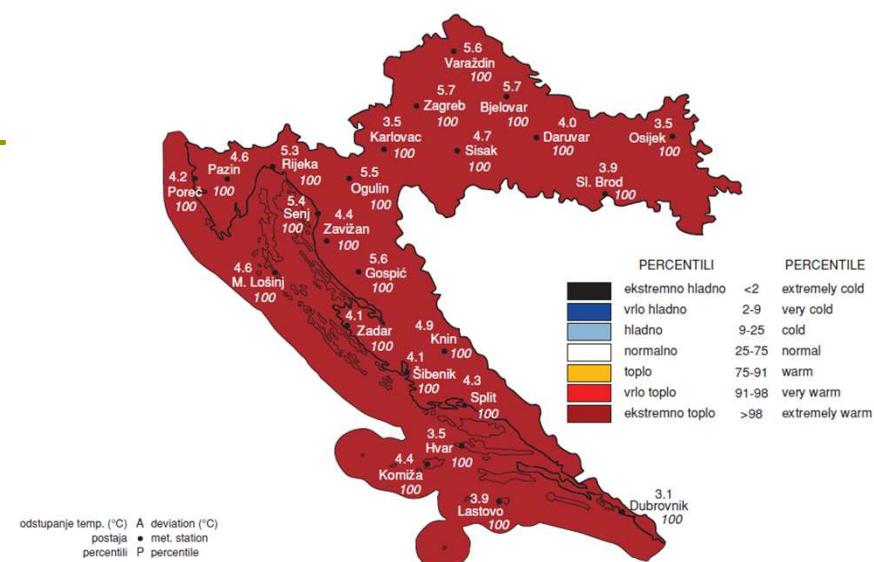 5.6
Varaždin
100
5.7
Zagreb
100
5.7
Bjelovar
100
3.5
Karlovac
100
4.7
Sisak
100
4.0
Daruvar
100
3.5
Osijek
100
3.9
Sl. Brod
100
4.2
Poreč
100
4.6
Pazin
100
5.3
Rijeka
100
5.5
Ogulin
100
5.4
Senj
100
4.4
Zavižan
100
4.6
M. Lošinj
100
5.6
Gospić
100
4.1
Zadar
100
4.9
Knin
100
4.1
Šibenik
100
4.3
Split
100
3.5
Hvar
100
4.4
Komiža
100
3.9
Lastovo
100
3.1
Dubrovnik
100
PERCENTILI PERCENTILE
ekstremno hladno <2 extremely cold
vrlo hladno 2-9 very cold
hladno 9-25 cold
normalno 25-75 normal
toplo 75-91 warm
vrlo toplo 91-98 very warm
ekstremno toplo >98 extremely warm
odstupanje temp. (°C) A deviation (°C)
postaja • met. station
percentili P percentile